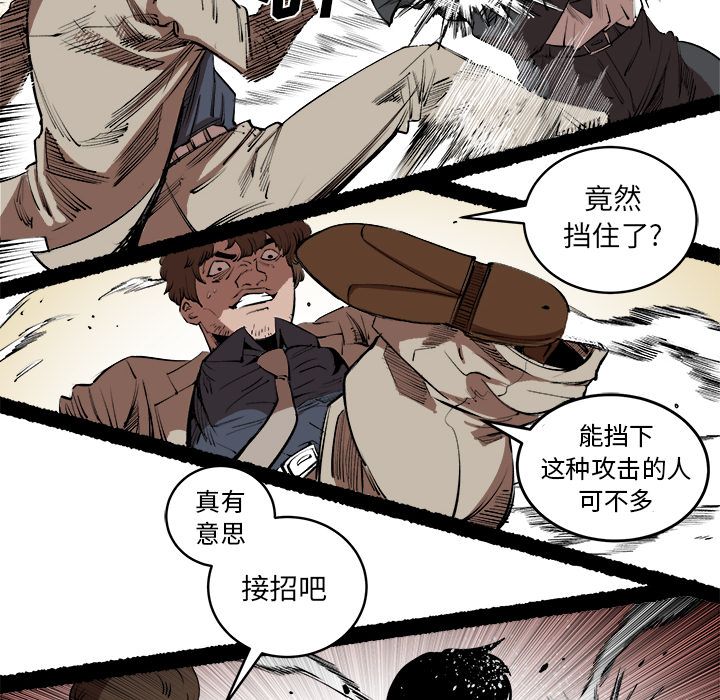 竟然
挡住了?
能挡下
这种攻击的人
可不多
真有
意思
接招吧